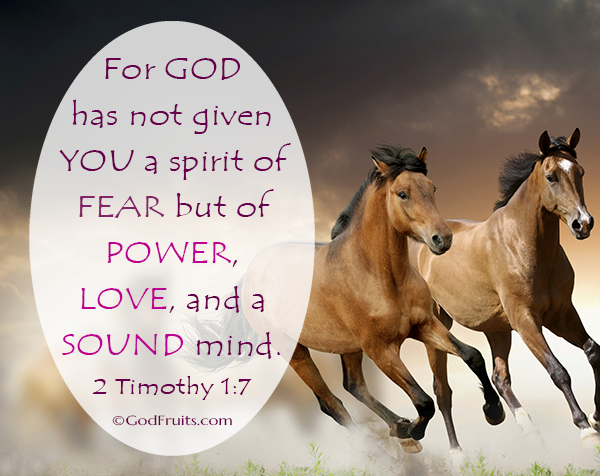 For GOD
has not given
YOU a spirit of
FEAR but of
POWER,
LOVE, and a
SOUND mind.
2 Timothy 1:7
©GodFruits.com